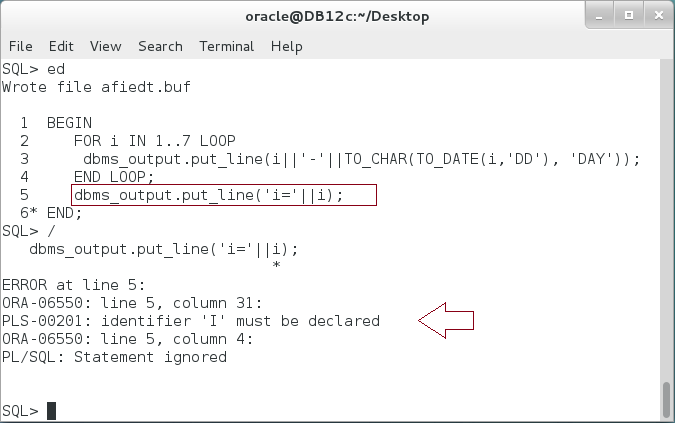 oracle@DB12c:~/Desktop
File Edit View Search Terminal Help
SQL> ed
Wrote file afiedt.buf
1 BEGIN
2 FOR i IN 1..7 LOOP
3 dbms_output.put_line(i||'-'||TO_CHAR(TO_DATE(i,'DD'), 'DAY'));
4 END LOOP;
5 dbms_output.put_line('i='||i);
6* END;
SQL> /
dbms_output.put_line('i='||i);
*
ERROR at line 5:
ORA-06550: line 5, column 31:
PLS-00201: identifier 'I' must be declared
ORA-06550: line 5, column 4:
PL/SQL: Statement ignored
SQL>